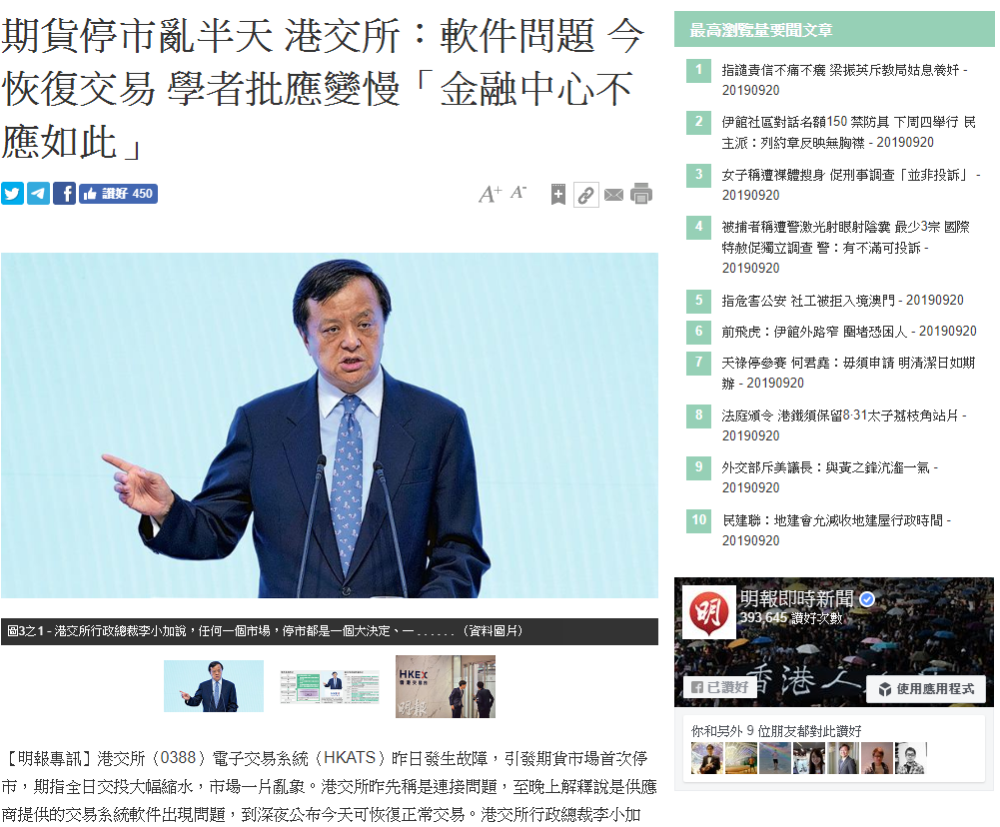 期貨停市亂半天 港交所：軟件問題 今
恢復交易 學者批應變慢「金融中心不
應如此」
讚好 450
A+ A-
圖3之1 - 港交所行政總裁李小加說，任何一個市場，停市都是一個大決定、一 . . . . . . （資料圖片）
HKEX
香港交易所
明報
【明報專訊】港交所（0388）電子交易系統（HKATS）昨日發生故障，引發期貨市場首次停
市，期指全日交投大幅縮水，市場一片亂象。港交所昨先稱是連接問題，至晚上解釋說是供應
商提供的交易系統軟件出現問題，到深夜公布今天可恢復正常交易。港交所行政總裁李小加
最高瀏覽量要聞文章
1 指譴責信不痛不癢 梁振英斥教局姑息養奸 -
20190920
2 伊館社區對話名額150 禁防具 下周四舉行 民
主派：列約章反映無胸襟 - 20190920
3 女子稱遭裸體搜身 促刑事調查「並非投訴」 -
20190920
4 被捕者稱遭警激光射眼射陰囊 最少3宗 國際
特赦促獨立調查 警：有不滿可投訴 -
20190920
5 指危害公安 社工被拒入境澳門 - 20190920
6 前飛虎：伊館外路窄 圍堵恐困人 - 20190920
7 天祿停參賽 何君堯：毋須申請 明清潔日如期
辦 - 20190920
8 法庭頒令 港鐵須保留8·31太子荔枝角站片 -
20190920
9 外交部斥美議長：與黃之鋒沆瀣一氣 -
20190920
10 民建聯：地建會允減收地建屋行政時間 -
20190920
明
明報即時新聞
393,645 讚好次數
香港人
已讚好
使用應用程式
你和另外 9 位朋友都對此讚好